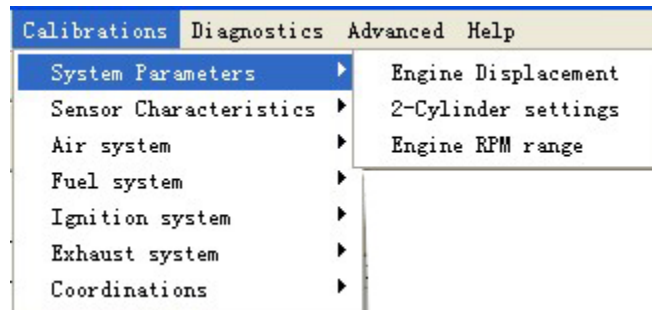 Calibrations Diagnostics Advanced Help
System Parameters
Engine Displacement
2-Cylinder settings
Engine RPM range
Sensor Characteristics
Air system
Fuel system
Ignition system
Exhaust system
Coordinations